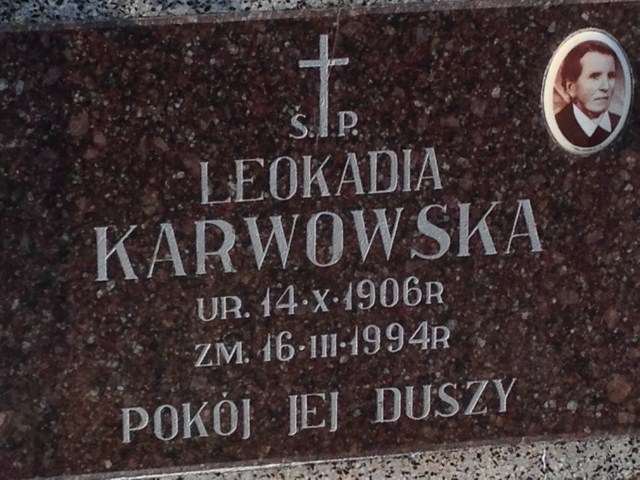 Ś. P.
LEOKADIA
KARWOWSKA
UR. 14·X·1906R
ZM. 16·III·1994R
POKÓJ JEJ DUSZY